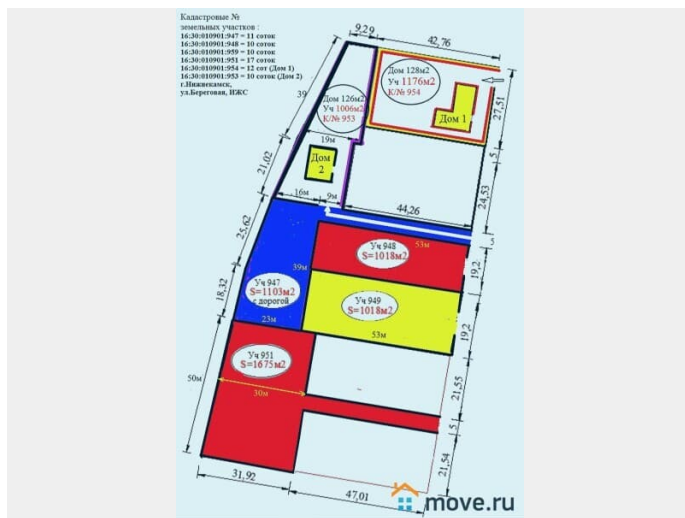 Кадастровые №
земельных участков :
16:30:010901:947 = 11 соток
16:30:010901:948 = 10 соток
16:30:010901:959 = 10 соток
16:30:010901:951 = 17 соток
16:30:010901:954 = 12 сот (Дом 1)
16:30:010901:953 = 10 соток (Дом 2)
г.Нижнекамск,
ул.Береговая, ИЖС
9,29
42,76
Дом 128м2
Уч 1176м2
К/№ 954
Дом 1
27,51
5
39
Дом 126м2
Уч 1006м2
К/№ 953
19м
Дом
2
21,02
16м
9м
44,26
24,53
5
25,62
53м
Уч 948
S=1018м2
19,2
39м
Уч 947
S=1103м2
с дорогой
Уч 949
S=1018м2
18,32
23м
53м
19,2
Уч 951
S=1675м2
50м
30м
21,55
5
21,54
31,92
47,01
move.ru